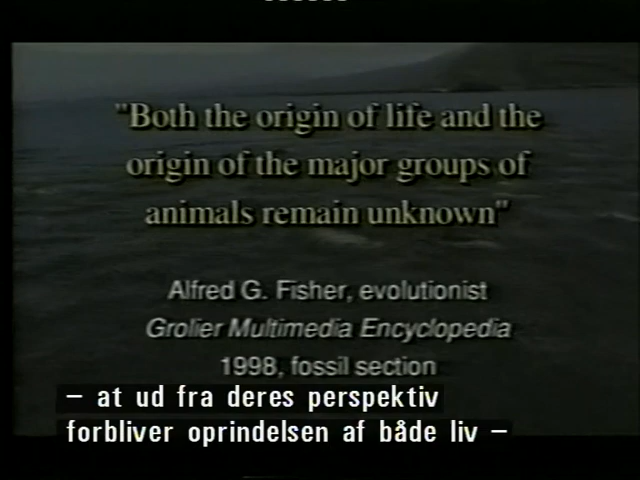 "Both the origin of life and the
origin of the major groups of
animals remain unknown"
Alfred G. Fisher, evolutionist
Grolier Multimedia Encyclopedia
1998, fossil section
– at ud fra deres perspektiv
forbliver oprindelsen af både liv –